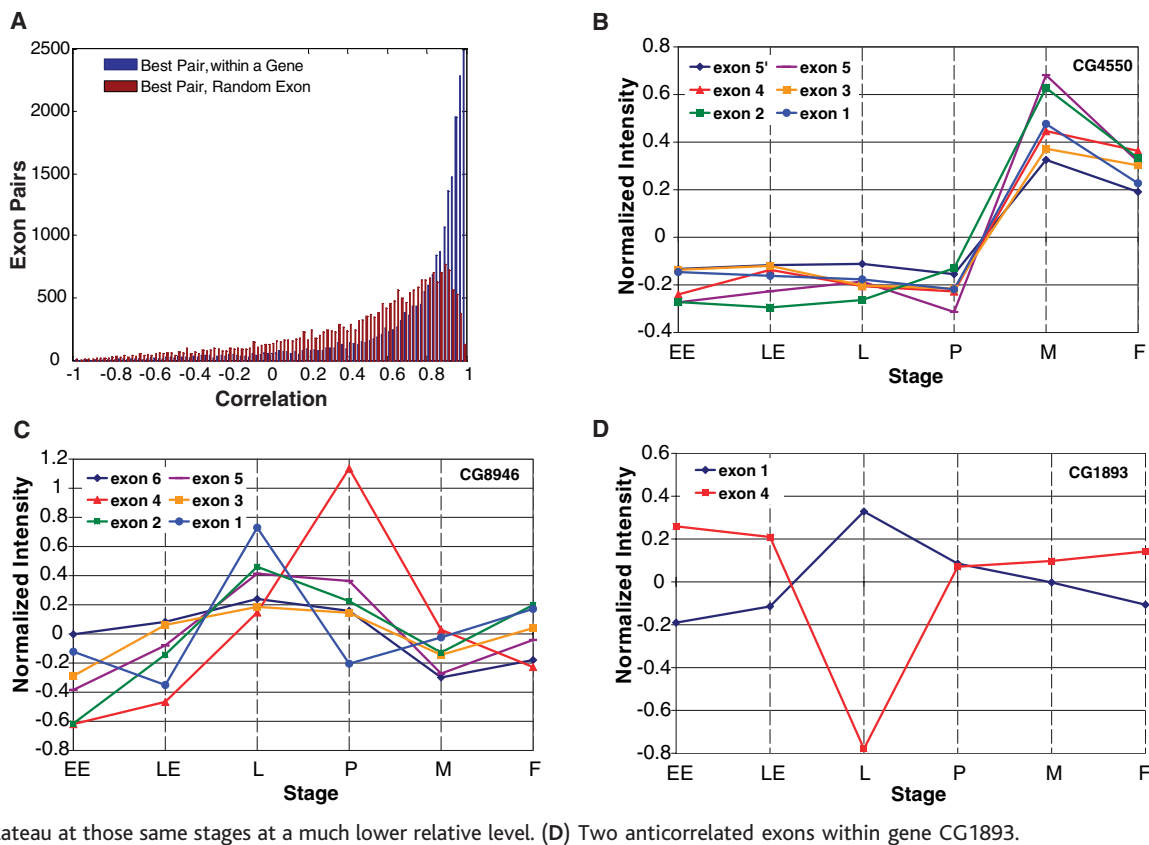 A
2500
2000
1500
1000
500
0
Exon Pairs
Best Pair, within a Gene
Best Pair, Random Exon
-1 -0.8 -0.6 -0.4 -0.2 0 0.2 0.4 0.6 0.8 1
Correlation
B
0.8
0.6
0.4
0.2
0
-0.2
-0.4
Normalized Intensity
exon 5' exon 5
exon 4 exon 3
exon 2 exon 1
CG4550
EE LE L P M F
Stage
C
1.2
1
0.8
0.6
0.4
0.2
0
-0.2
-0.4
-0.6
-0.8
Normalized Intensity
exon 6 exon 5
exon 4 exon 3
exon 2 exon 1
CG8946
EE LE L P M F
Stage
D
0.6
0.4
0.2
0
-0.2
-0.4
-0.6
-0.8
Normalized Intensity
exon 1
exon 4
CG1893
EE LE L P M F
Stage
lateau at those same stages at a much lower relative level. (D) Two anticorrelated exons within gene CG1893.